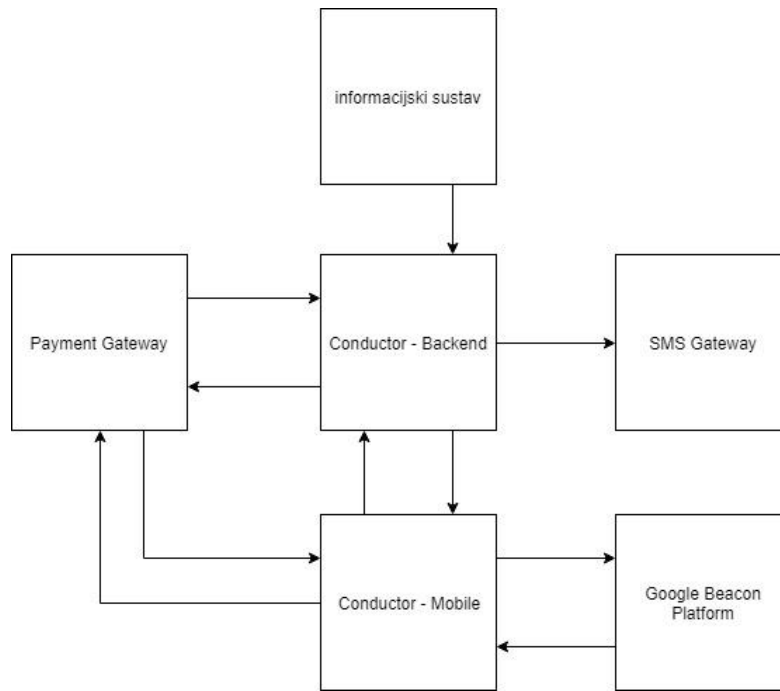 informacijski sustav
Payment Gateway
Conductor - Backend
SMS Gateway
Conductor - Mobile
Google Beacon
Platform